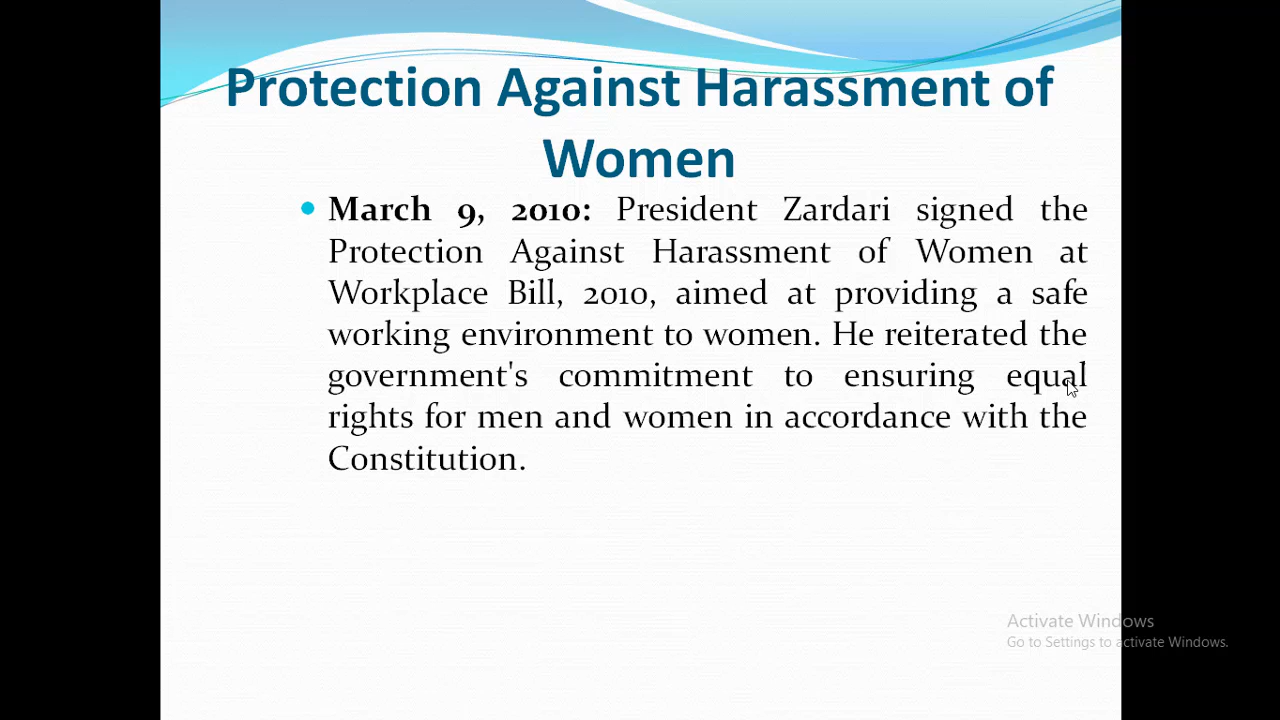 Protection Against Harassment of
Women
• March 9, 2010: President Zardari signed the
Protection Against Harassment of Women at
Workplace Bill, 2010, aimed at providing a safe
working environment to women. He reiterated the
government's commitment to ensuring equal
rights for men and women in accordance with the
Constitution.
Activate Windows
Go to Settings to activate Windows.